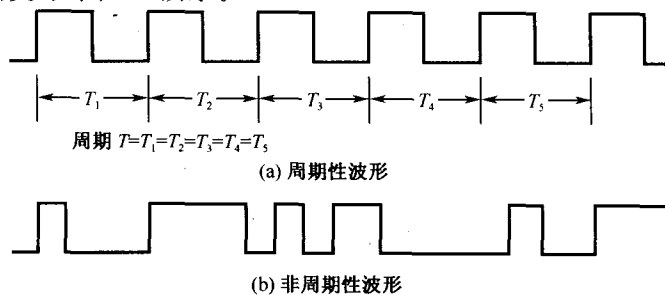 T₁ T₂ T₃ T₄ T₅
周期 T=T₁=T₂=T₃=T₄=T₅
(a) 周期性波形
(b) 非周期性波形